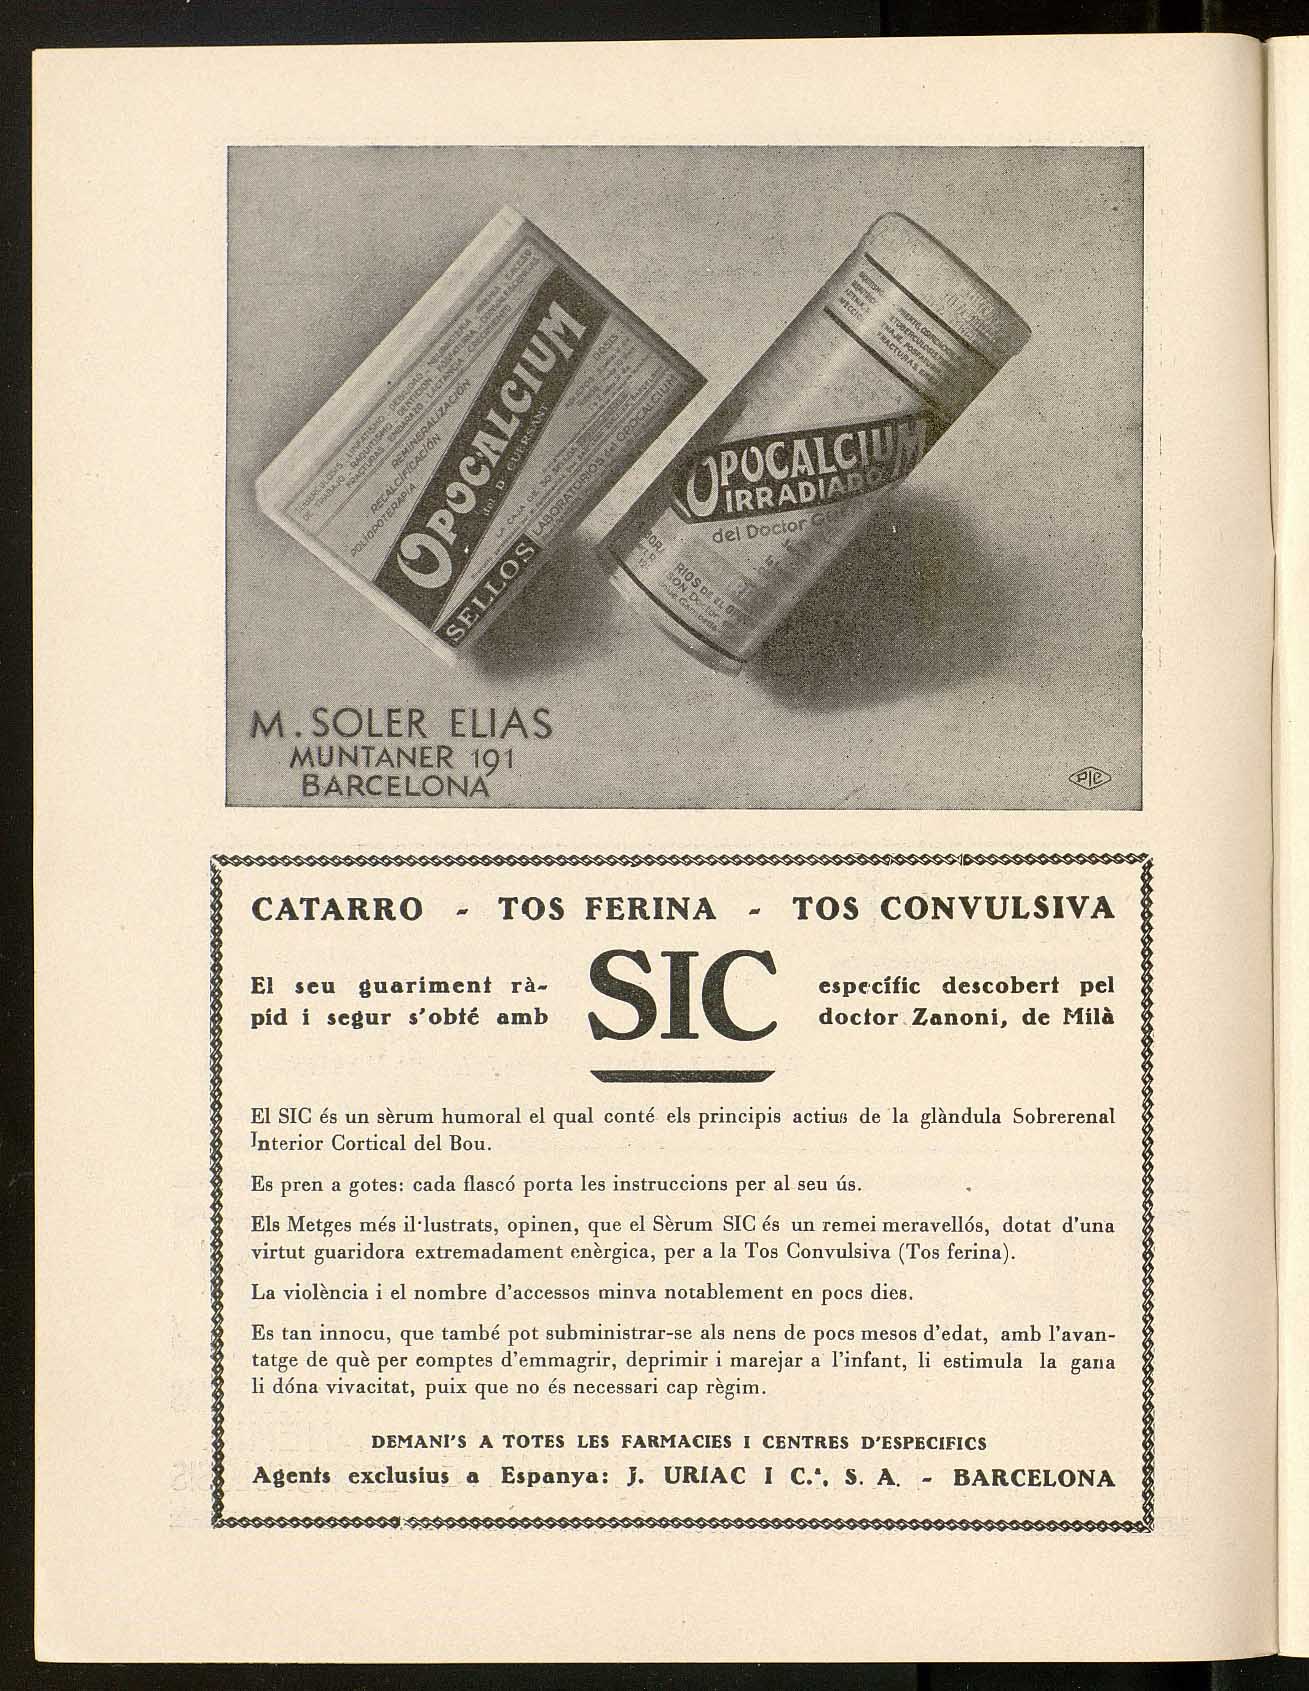 OPOCALCIUM
del Dr GUERSANT
SELLOS
LABORATORIOS del OPOCALCIUM
POLIOPOTERAPIA
RECALCIFICACIÓN
REMINERALIZACIÓN
OPOCALCIUM
IRRADIADO
del Doctor
M. SOLER ELIAS
MUNTANER 191
BARCELONA
PIC
CATARRO - TOS FERINA - TOS CONVULSIVA
El seu guariment rà-
pid i segur s'obté amb
SIC
específic descobert pel
doctor Zanoni, de Milà
El SIC és un sèrum humoral el qual conté els principis actius de la glàndula Sobrerenal
Interior Cortical del Bou.
Es pren a gotes: cada flascó porta les instruccions per al seu ús.
Els Metges més il·lustrats, opinen, que el Sèrum SIC és un remei meravellós, dotat d'una
virtut guaridora extremadament enèrgica, per a la Tos Convulsiva (Tos ferina).
La violència i el nombre d'accessos minva notablement en pocs dies.
Es tan innocu, que també pot subministrar-se als nens de pocs mesos d'edat, amb l'avan-
tatge de què per comptes d'emmagrir, deprimir i marejar a l'infant, li estimula la gana
li dóna vivacitat, puix que no és necessari cap règim.
DEMANI'S A TOTES LES FARMACIES I CENTRES D'ESPECIFICS
Agents exclusius a Espanya: J. URIAC I C.ª, S. A. - BARCELONA